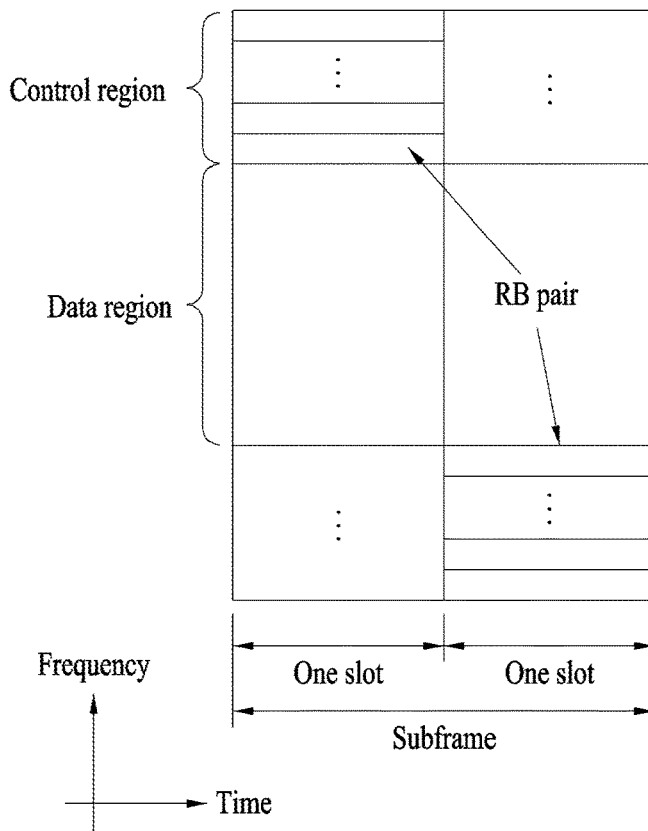 Control region
Data region
RB pair
One slot
One slot
Subframe
Frequency
Time